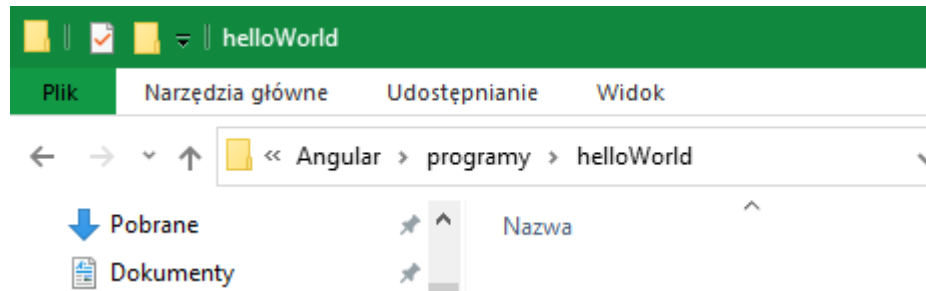 helloWorld
Plik Narzędzia główne Udostępnianie Widok
« Angular > programy > helloWorld
Pobrane Nazwa
Dokumenty